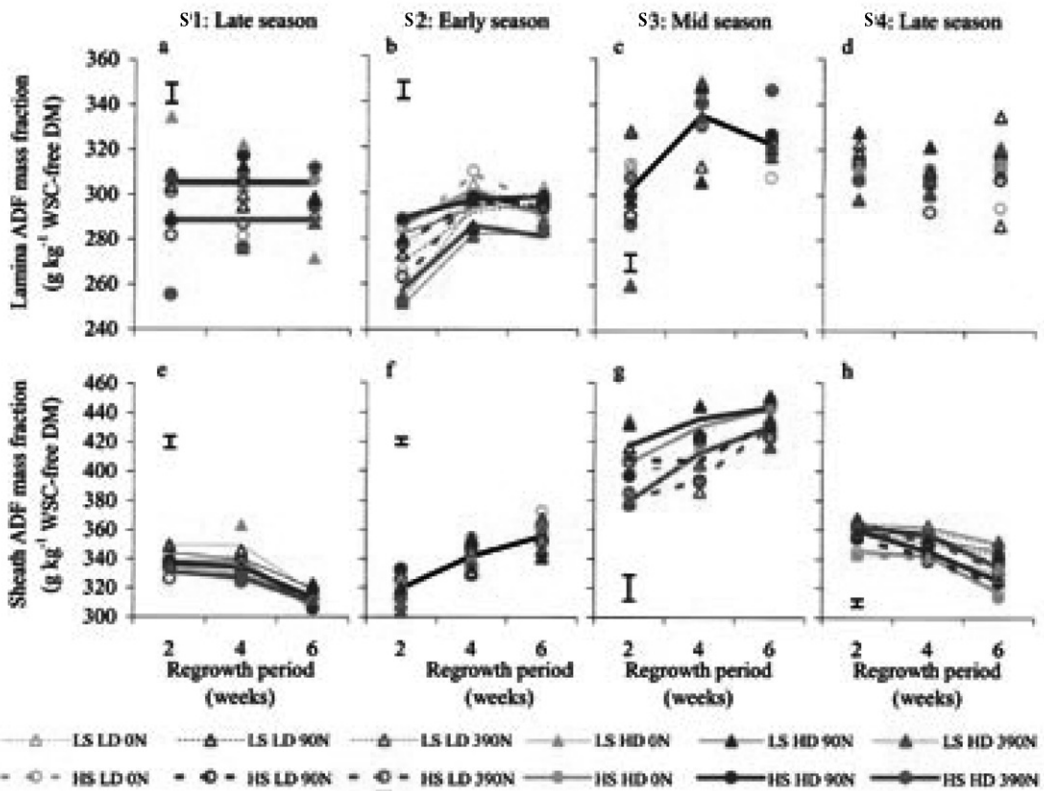 S¹1: Late season S2: Early season S3: Mid season S⁴4: Late season
a b c d
Lamina ADF mass fraction
(g kg⁻¹ WSC-free DM)
360
340
320
300
280
260
240
e f g h
Sheath ADF mass fraction
(g kg⁻¹ WSC-free DM)
460
440
420
400
380
360
340
320
300
2 4 6 2 4 6 2 4 6 2 4 6
Regrowth period Regrowth period Regrowth period Regrowth period
(weeks) (weeks) (weeks) (weeks)
LS LD 0N LS LD 90N LS LD 390N LS HD 0N LS HD 90N LS HD 390N
HS LD 0N HS LD 90N HS LD 390N HS HD 0N HS HD 90N HS HD 390N